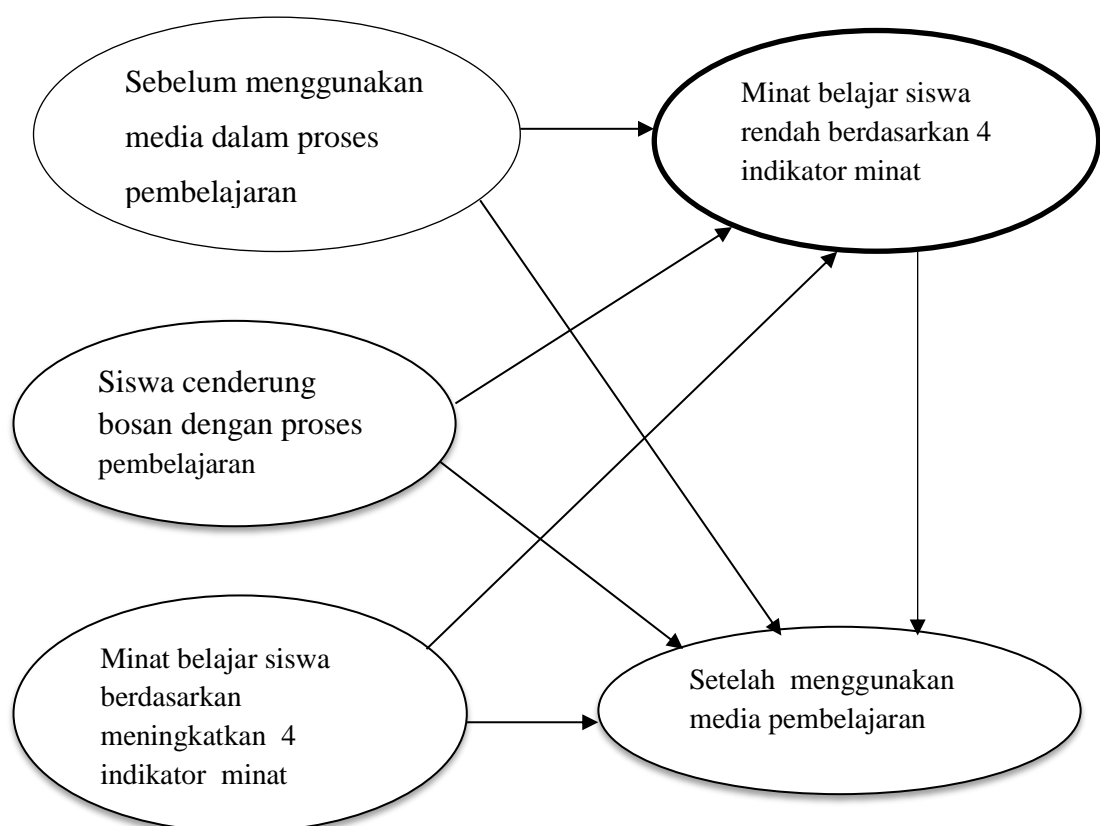 Sebelum menggunakan
media dalam proses
pembelajaran
Minat belajar siswa
rendah berdasarkan 4
indikator minat
Siswa cenderung
bosan dengan proses
pembelajaran
Minat belajar siswa
berdasarkan
meningkatkan 4
indikator minat
Setelah menggunakan
media pembelajaran